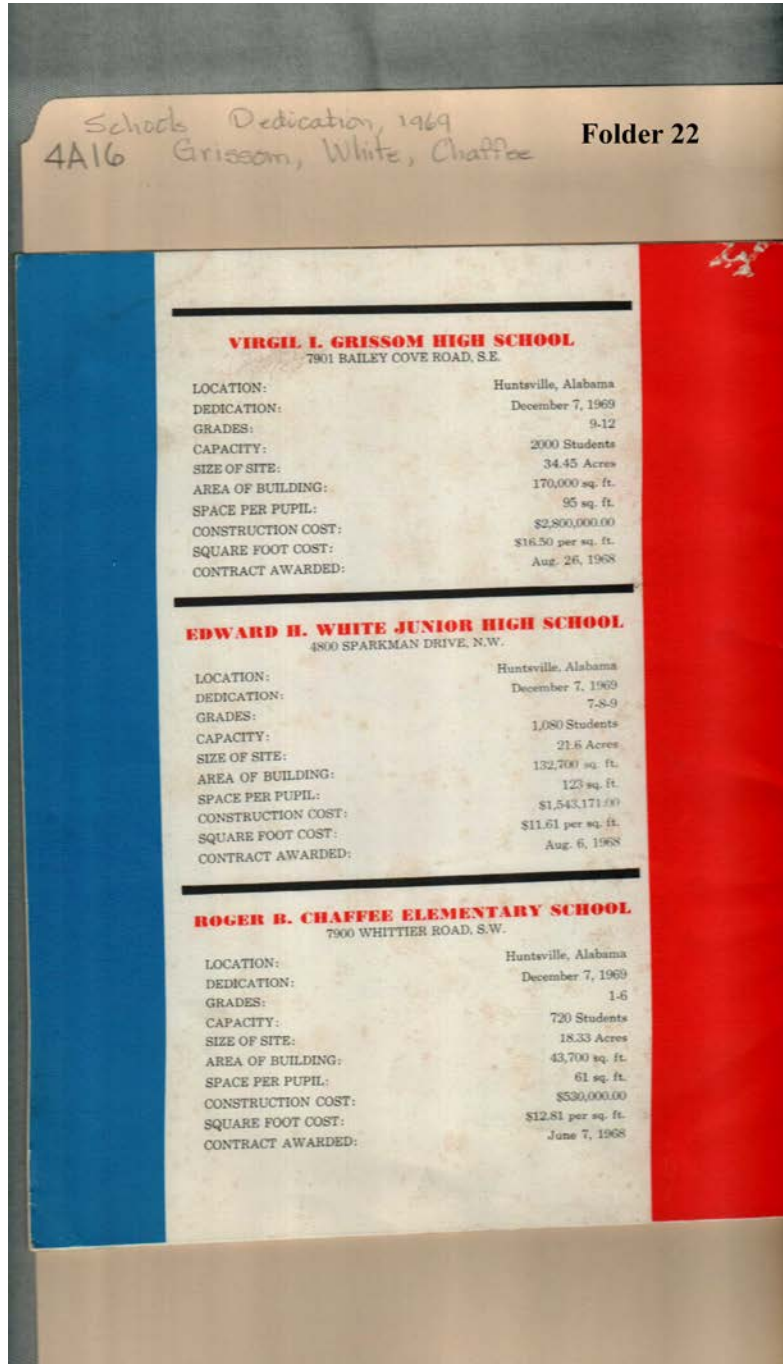 Schools Dedication, 1969
Folder 22
4A16 Grissom, White, Chaffee
VIRGIL I. GRISSOM HIGH SCHOOL
7901 BAILEY COVE ROAD, S.E.
LOCATION: Huntsville, Alabama
DEDICATION: December 7, 1969
GRADES: 9-12
CAPACITY: 2000 Students
SIZE OF SITE: 34.45 Acres
AREA OF BUILDING: 170,000 sq. ft.
SPACE PER PUPIL: 95 sq. ft.
CONSTRUCTION COST: $2,800,000.00
SQUARE FOOT COST: $16.50 per sq. ft.
CONTRACT AWARDED: Aug. 26, 1968
EDWARD H. WHITE JUNIOR HIGH SCHOOL
4800 SPARKMAN DRIVE, N.W.
LOCATION: Huntsville, Alabama
DEDICATION: December 7, 1969
GRADES: 7-8-9
CAPACITY: 1,080 Students
SIZE OF SITE: 21.6 Acres
AREA OF BUILDING: 132,700 sq. ft.
SPACE PER PUPIL: 123 sq. ft.
CONSTRUCTION COST: $1,543,171.00
SQUARE FOOT COST: $11.61 per sq. ft.
CONTRACT AWARDED: Aug. 6, 1968
ROGER B. CHAFFEE ELEMENTARY SCHOOL
7900 WHITTIER ROAD, S.W.
LOCATION: Huntsville, Alabama
DEDICATION: December 7, 1969
GRADES: 1-6
CAPACITY: 720 Students
SIZE OF SITE: 18.33 Acres
AREA OF BUILDING: 43,700 sq. ft.
SPACE PER PUPIL: 61 sq. ft.
CONSTRUCTION COST: $530,000.00
SQUARE FOOT COST: $12.81 per sq. ft.
CONTRACT AWARDED: June 7, 1968